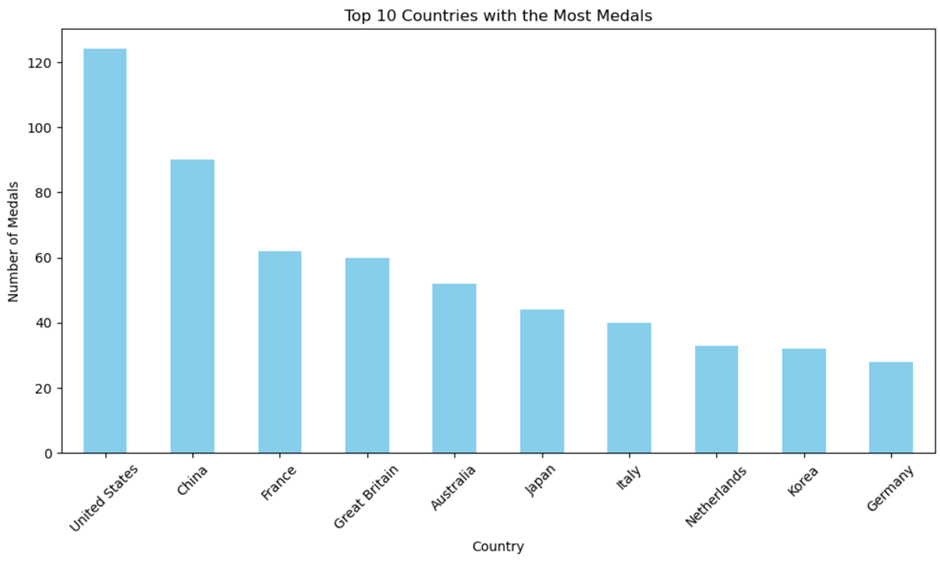 Top 10 Countries with the Most Medals
Number of Medals
120
100
80
60
40
20
0
United States
China
France
Great Britain
Australia
Japan
Italy
Netherlands
Korea
Germany
Country